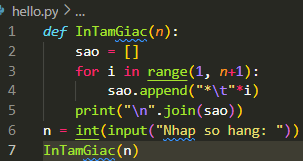 hello.py > ...
1 def InTamGiac(n):
2     sao = []
3     for i in range(1, n+1):
4         sao.append("*\t"*i)
5     print("\n".join(sao))
6 n = int(input("Nhap so hang: "))
7 InTamGiac(n)